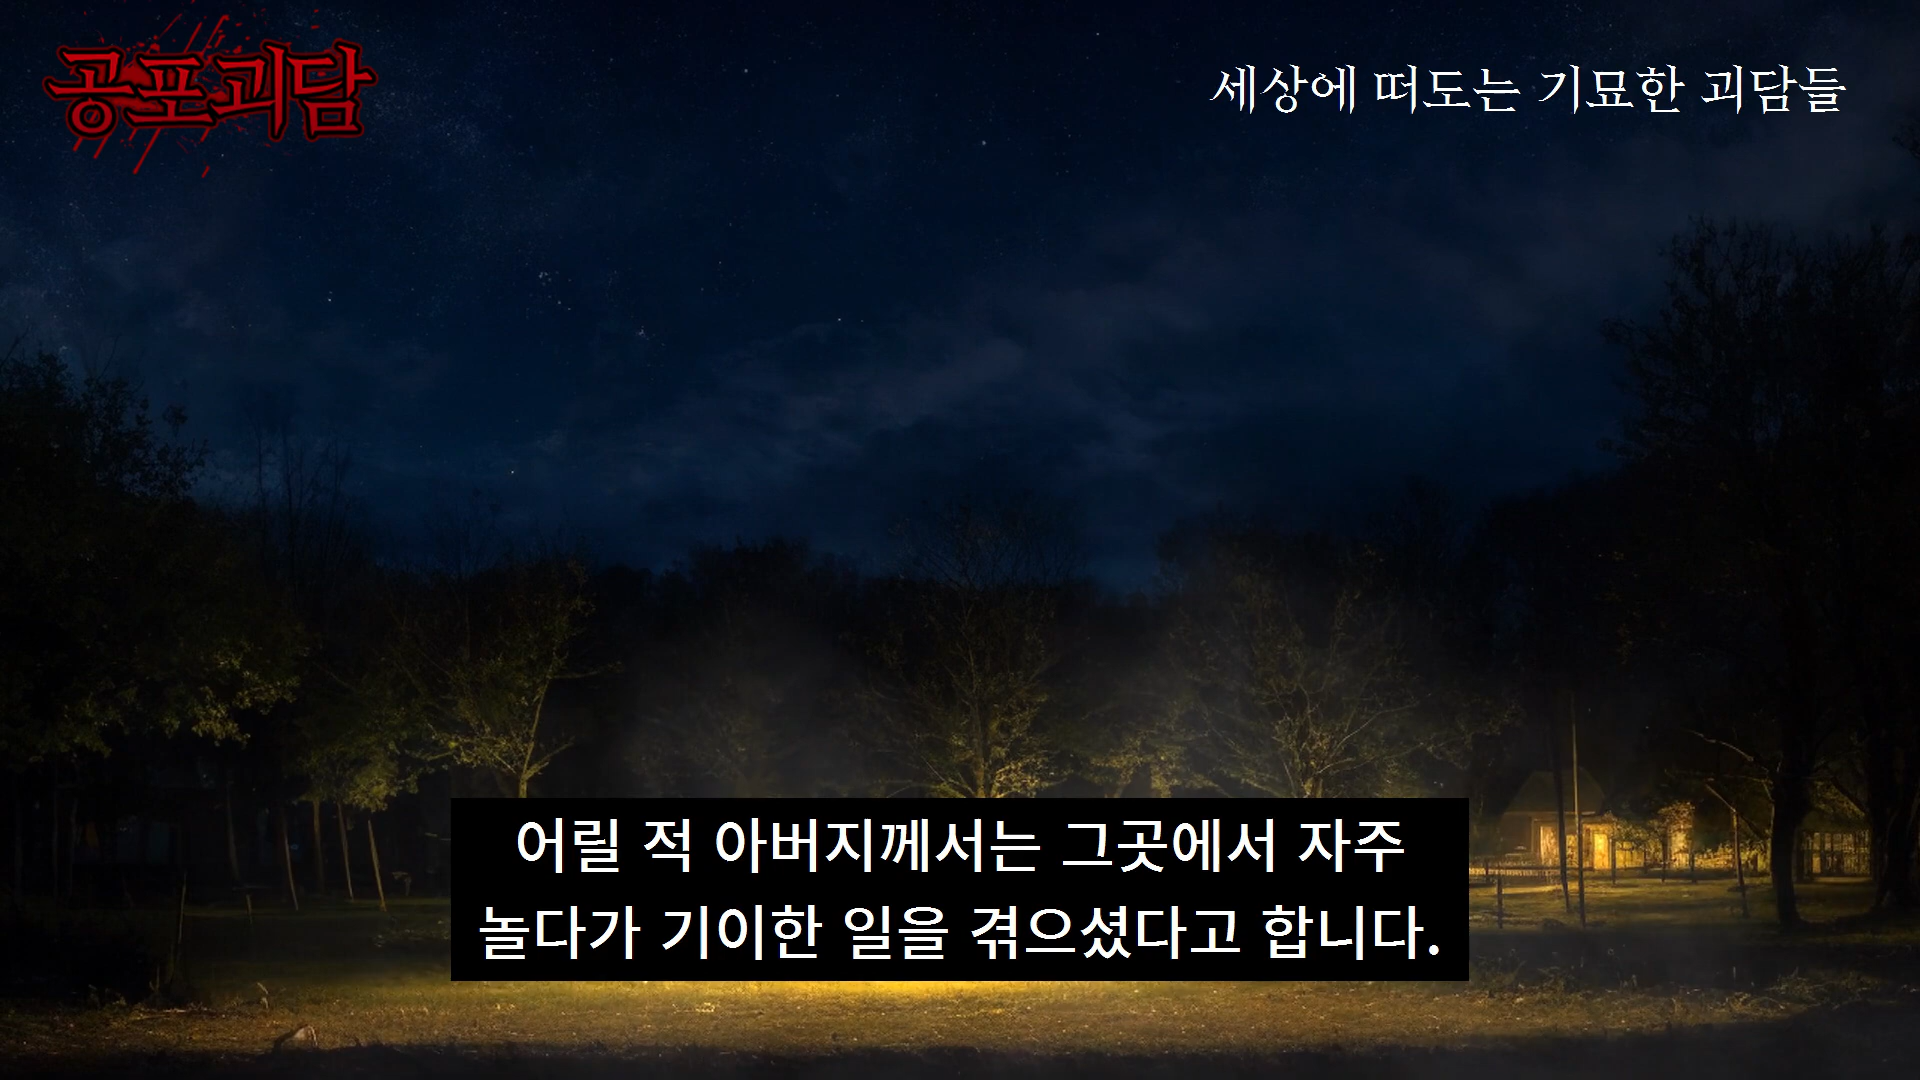 공포괴담
세상에 떠도는 기묘한 괴담들
어릴 적 아버지께서는 그곳에서 자주
놀다가 기이한 일을 겪으셨다고 합니다.